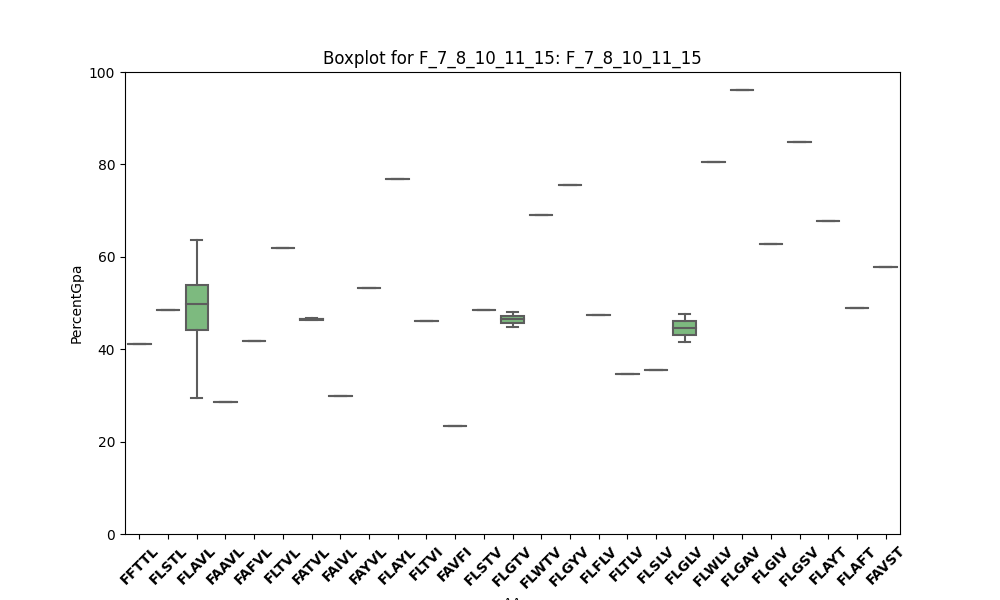 Boxplot for F_7_8_10_11_15: F_7_8_10_11_15
PercentGpa
100
80
60
40
20
0
FFTTL
FLSTL
FLAVL
FAAVL
FAFVL
FLTVL
FATVL
FAIVL
FAYVL
FLAYL
FLTVI
FAVFI
FLSTV
FLGTV
FLWTV
FLGYV
FLFLV
FLTLV
FLSLV
FLGLV
FLWLV
FLGAV
FLGIV
FLGSV
FLAYT
FLAFT
FAVST